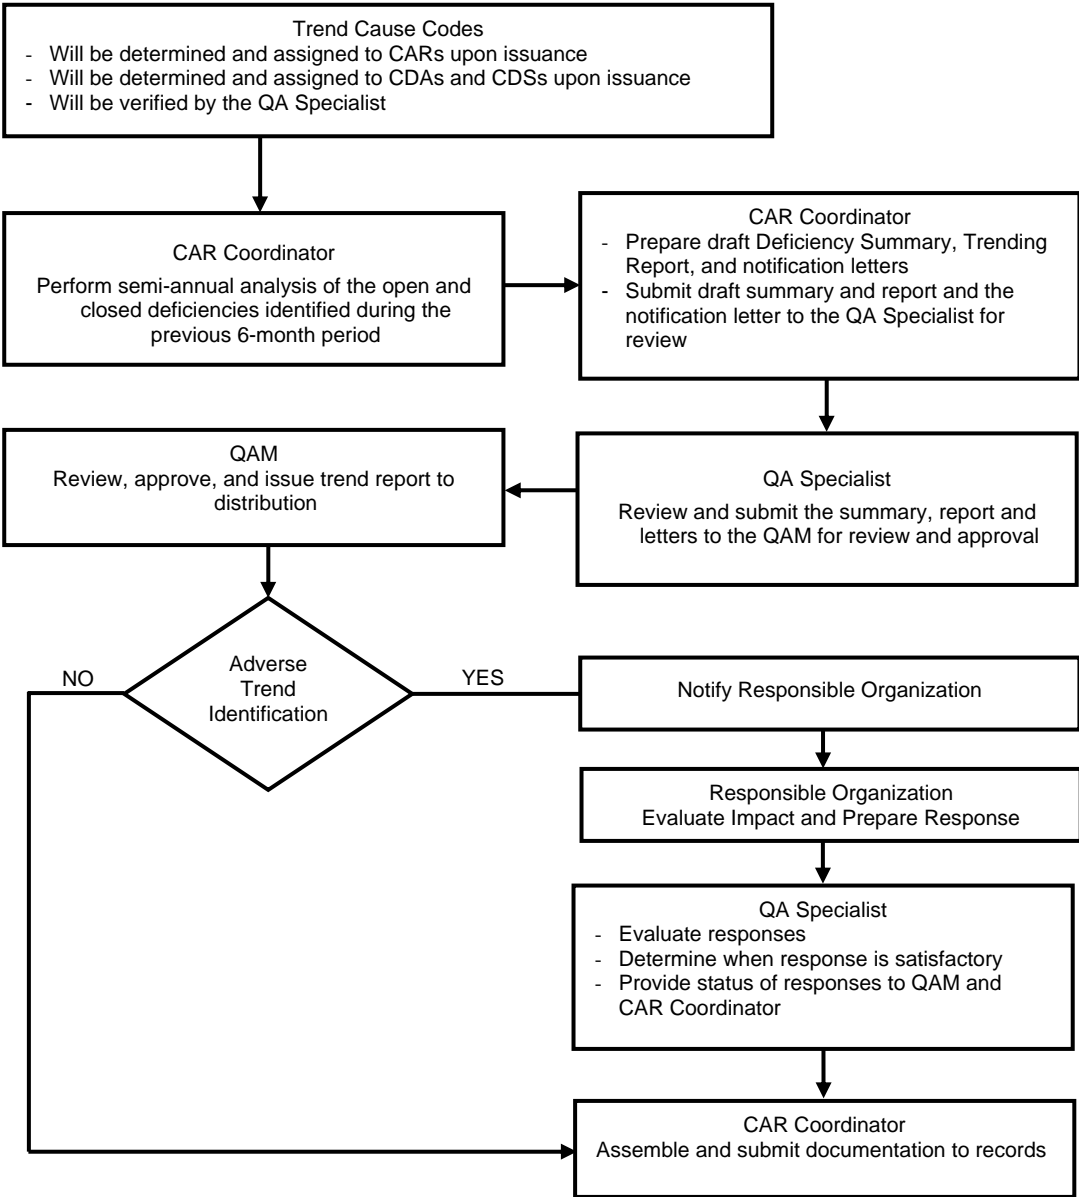 Trend Cause Codes
- Will be determined and assigned to CARs upon issuance
- Will be determined and assigned to CDAs and CDSs upon issuance
- Will be verified by the QA Specialist
CAR Coordinator
Perform semi-annual analysis of the open and
closed deficiencies identified during the
previous 6-month period
CAR Coordinator
- Prepare draft Deficiency Summary, Trending
Report, and notification letters
- Submit draft summary and report and the
notification letter to the QA Specialist for
review
QAM
Review, approve, and issue trend report to
distribution
QA Specialist
Review and submit the summary, report and
letters to the QAM for review and approval
Adverse
Trend
Identification
NO
YES
Notify Responsible Organization
Responsible Organization
Evaluate Impact and Prepare Response
QA Specialist
- Evaluate responses
- Determine when response is satisfactory
- Provide status of responses to QAM and
CAR Coordinator
CAR Coordinator
Assemble and submit documentation to records